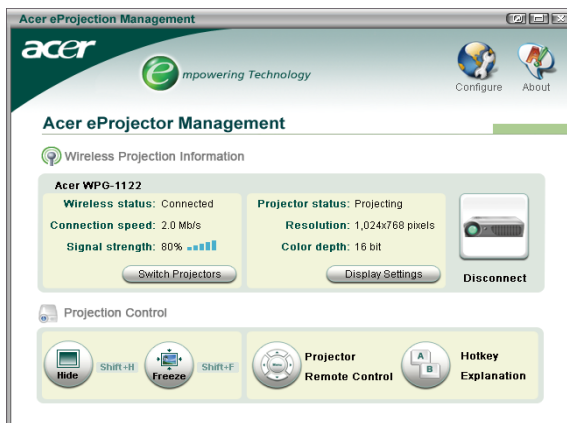 Acer eProjection Management
acer
empowering Technology
Configure
About
Acer eProjector Management
Wireless Projection Information
Acer WPG-1122
Wireless status: Connected
Connection speed: 2.0 Mb/s
Signal strength: 80%
Switch Projectors
Projector status: Projecting
Resolution: 1,024x768 pixels
Color depth: 16 bit
Display Settings
Disconnect
Projection Control
Hide
Shift+H
Freeze
Shift+F
Menu
Projector
Remote Control
A
B
Hotkey
Explanation